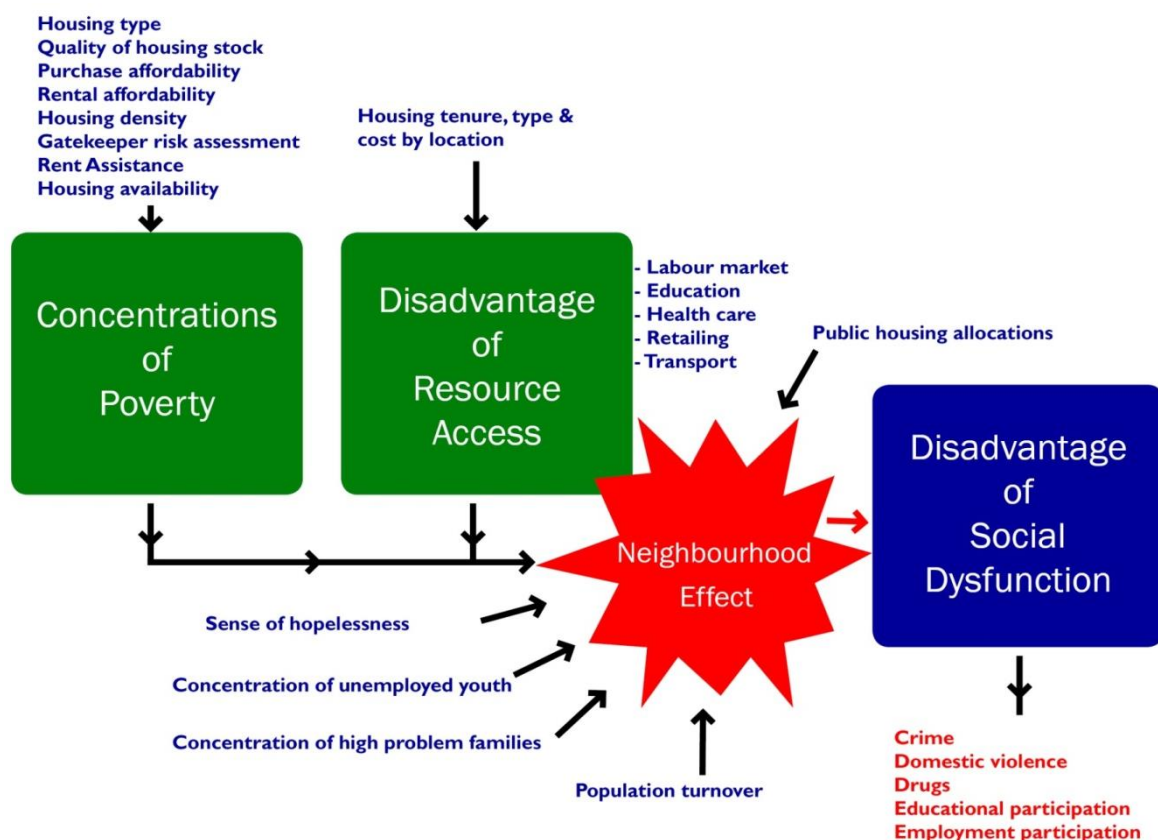 Housing type
Quality of housing stock
Purchase affordability
Rental affordability
Housing density
Gatekeeper risk assessment
Rent Assistance
Housing availability
Housing tenure, type &
cost by location
Concentrations
of
Poverty
Disadvantage
of
Resource
Access
- Labour market
- Education
- Health care
- Retailing
- Transport
Public housing allocations
Neighbourhood
Effect
Disadvantage
of
Social
Dysfunction
Sense of hopelessness
Concentration of unemployed youth
Concentration of high problem families
Population turnover
Crime
Domestic violence
Drugs
Educational participation
Employment participation